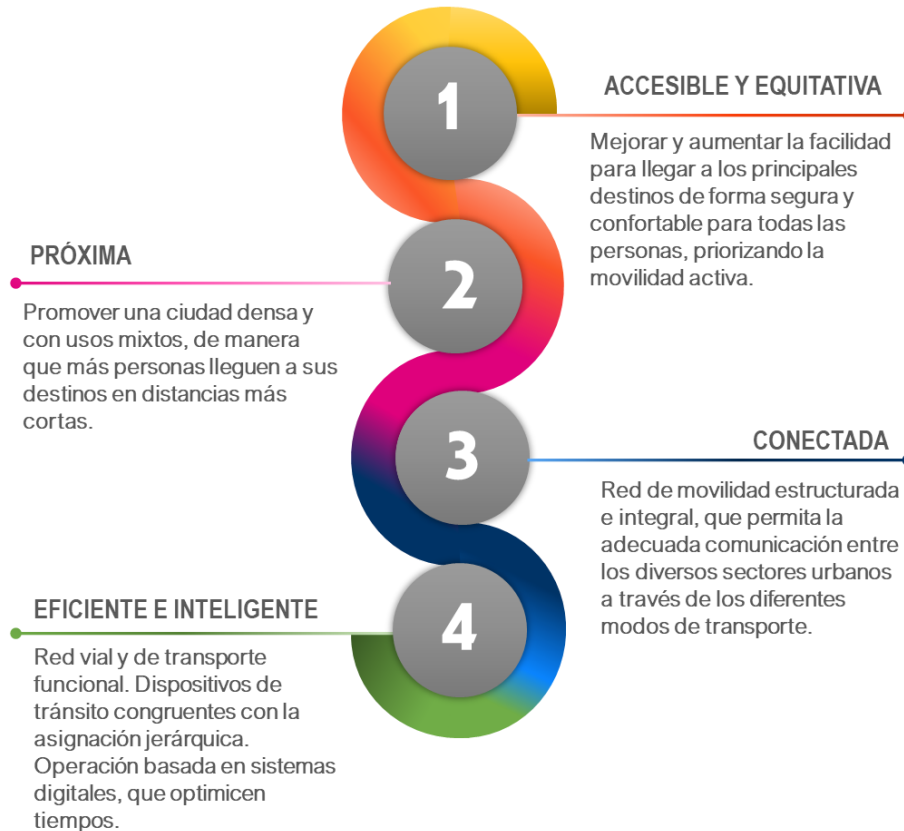 1
ACCESIBLE Y EQUITATIVA
Mejorar y aumentar la facilidad
para llegar a los principales
destinos de forma segura y
confortable para todas las
personas, priorizando la
movilidad activa.
2
PRÓXIMA
Promover una ciudad densa y
con usos mixtos, de manera
que más personas lleguen a sus
destinos en distancias más
cortas.
3
CONECTADA
Red de movilidad estructurada
e integral, que permita la
adecuada comunicación entre
los diversos sectores urbanos
a través de los diferentes
modos de transporte.
4
EFICIENTE E INTELIGENTE
Red vial y de transporte
funcional. Dispositivos de
tránsito congruentes con la
asignación jerárquica.
Operación basada en sistemas
digitales, que optimicen
tiempos.